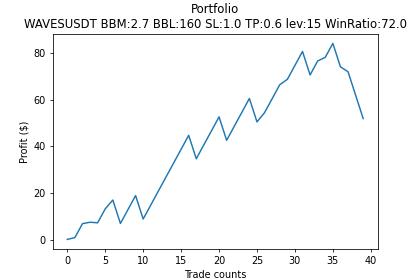 Portfolio
WAVESUSDT BBM:2.7 BBL:160 SL:1.0 TP:0.6 lev:15 WinRatio:72.0
80
60
40
20
0
Profit ($)
0 5 10 15 20 25 30 35 40
Trade counts